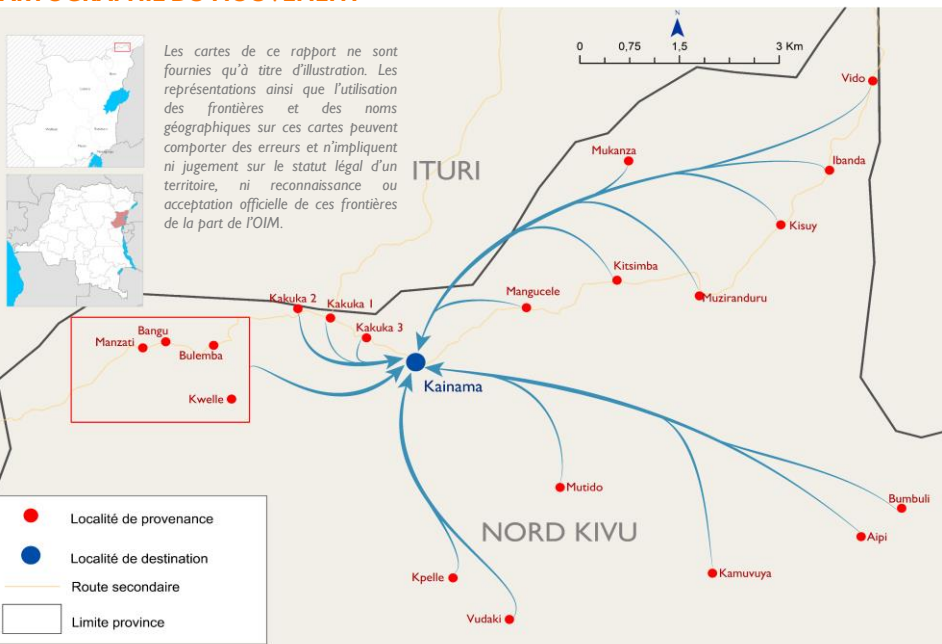 N
0 0,75 1,5 3 Km
Les cartes de ce rapport ne sont
fournies qu'à titre d'illustration. Les
représentations ainsi que l'utilisation
des frontières et des noms
géographiques sur ces cartes peuvent
comporter des erreurs et n'impliquent
ni jugement sur le statut légal d'un
territoire, ni reconnaissance ou
acceptation officielle de ces frontières
de la part de l'OIM.
ITURI
Vido
Mukanza
Ibanda
Kisuy
Kitsimba
Muziranduru
Mangucele
Kakuka 2
Kakuka 1
Kakuka 3
Bangu
Manzati
Bulemba
Kwelle
Kainama
Mutido
NORD KIVU
Bumbuli
Aipi
Kamuvuya
Kpelle
Vudaki
Localité de provenance
Localité de destination
Route secondaire
Limite province